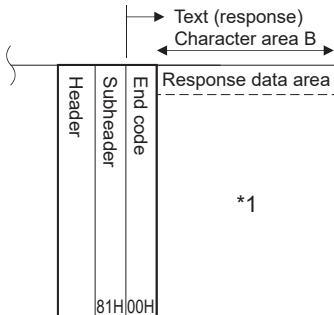 Text (response)
Character area B
Header
Subheader
End code
Response data area
*1
81H
00H